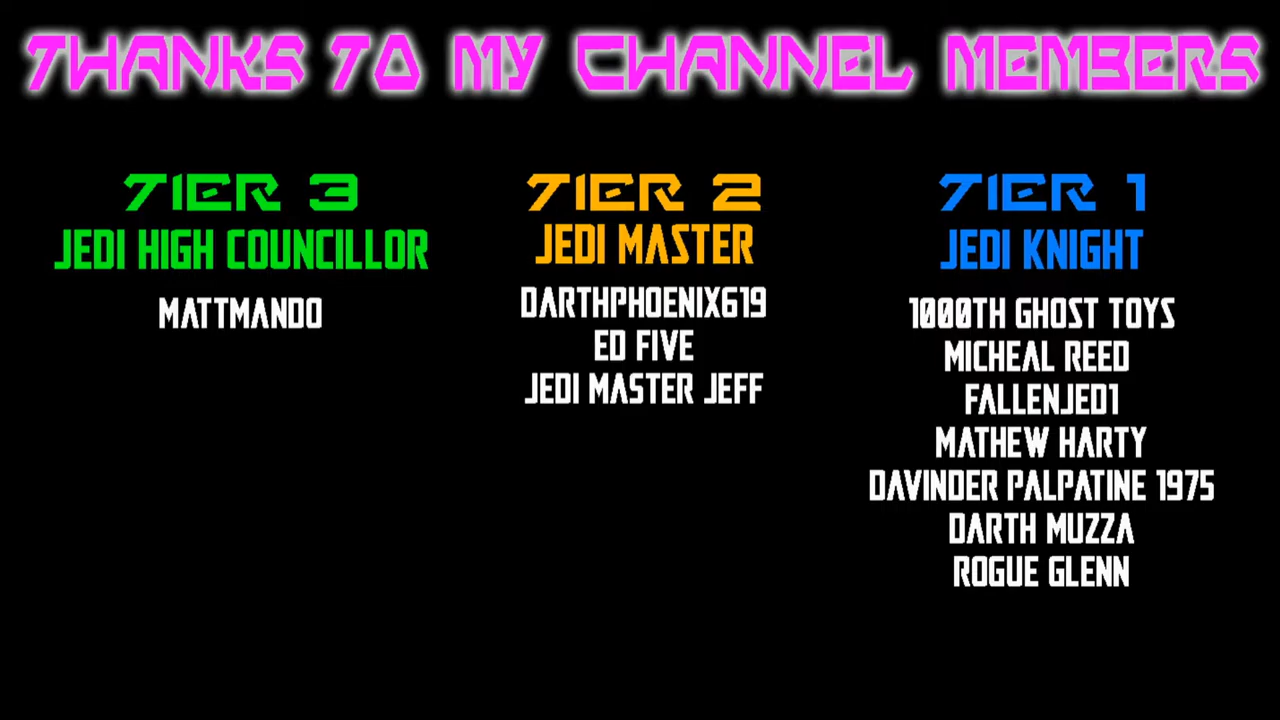 THANKS TO MY CHANNEL MEMBERS
TIER 3
JEDI HIGH COUNCILLOR
MATTMANDO
TIER 2
JEDI MASTER
DARTHPHOENIX619
ED FIVE
JEDI MASTER JEFF
TIER 1
JEDI KNIGHT
1000TH GHOST TOYS
MICHEAL REED
FALLENJED1
MATHEW HARTY
DAVINDER PALPATINE 1975
DARTH MUZZA
ROGUE GLENN